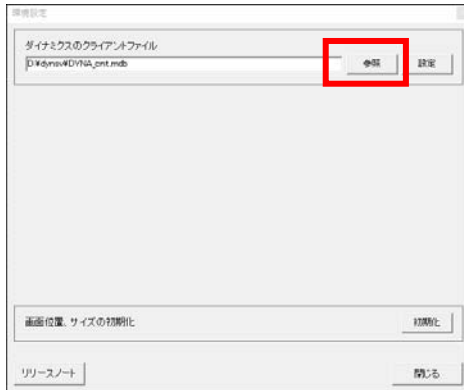 環境設定
ダイナミクスのクライアントファイル
D:¥dynsv¥DYNA_cnt.mdb
参照
設定
画面位置、サイズの初期化
初期化
リリースノート
閉じる